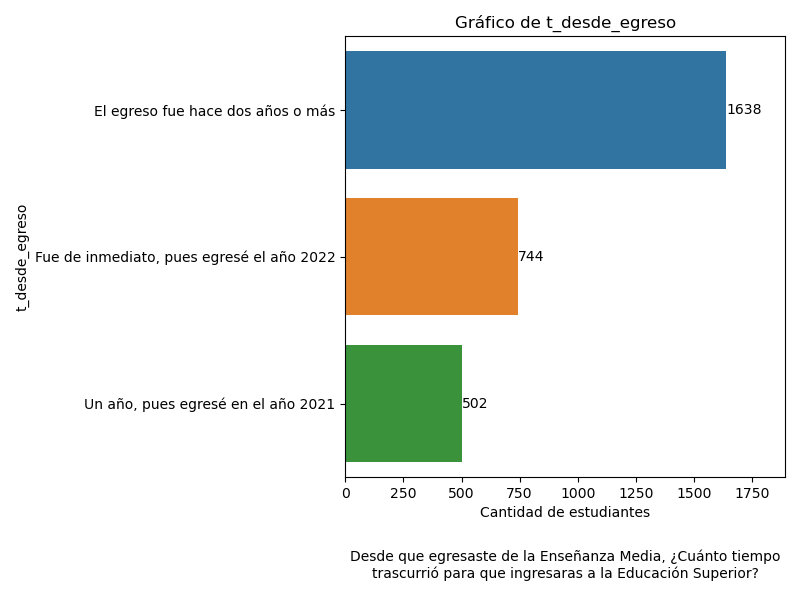 Gráfico de t_desde_egreso
t_desde_egreso
El egreso fue hace dos años o más
1638
Fue de inmediato, pues egresé el año 2022
744
Un año, pues egresé en el año 2021
502
0 250 500 750 1000 1250 1500 1750
Cantidad de estudiantes
Desde que egresaste de la Enseñanza Media, ¿Cuánto tiempo
trascurrió para que ingresaras a la Educación Superior?